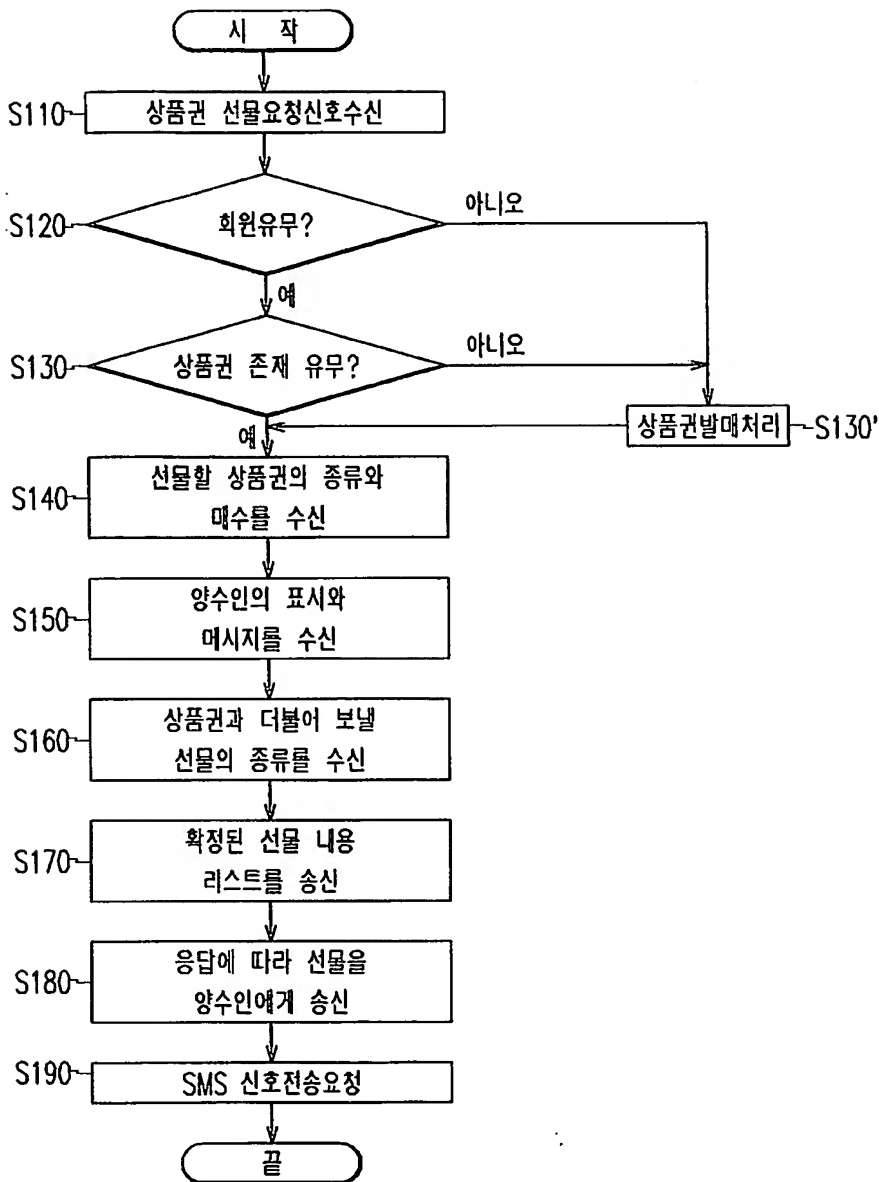 시 작
S110 상품권 선물요청신호수신
S120 회원유무? 아니오
예
S130 상품권 존재 유무? 아니오
예 상품권발매처리 S130'
S140 선물할 상품권의 종류와
매수를 수신
S150 양수인의 표시와
메시지를 수신
S160 상품권과 더불어 보낼
선물의 종류를 수신
S170 확정된 선물 내용
리스트를 송신
S180 응답에 따라 선물을
양수인에게 송신
S190 SMS 신호전송요청
끝